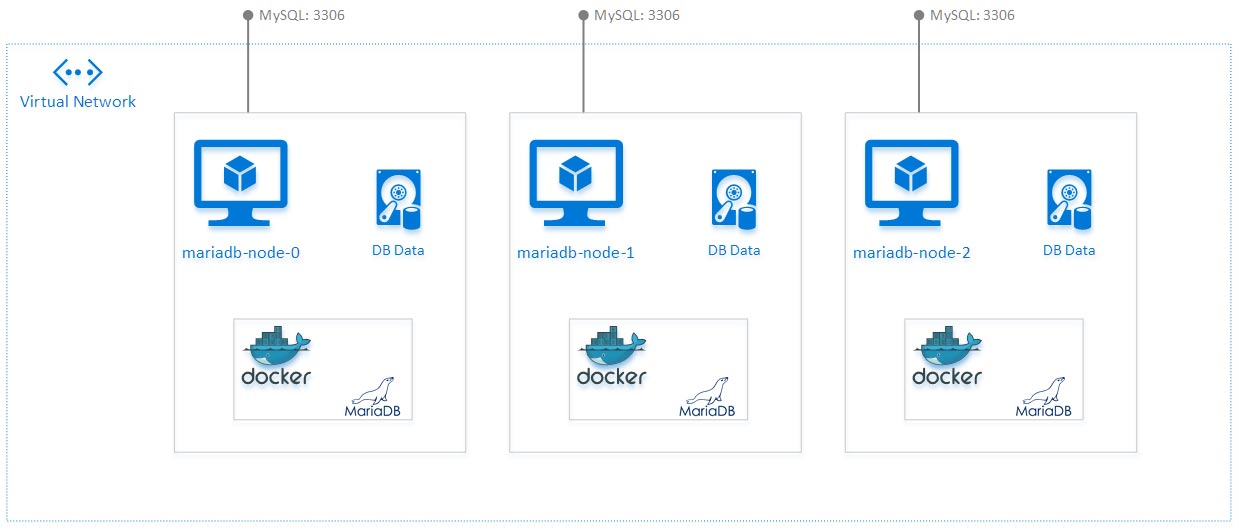 MySQL: 3306
MySQL: 3306
MySQL: 3306
Virtual Network
mariadb-node-0
DB Data
mariadb-node-1
DB Data
mariadb-node-2
DB Data
docker
MariaDB
docker
MariaDB
docker
MariaDB